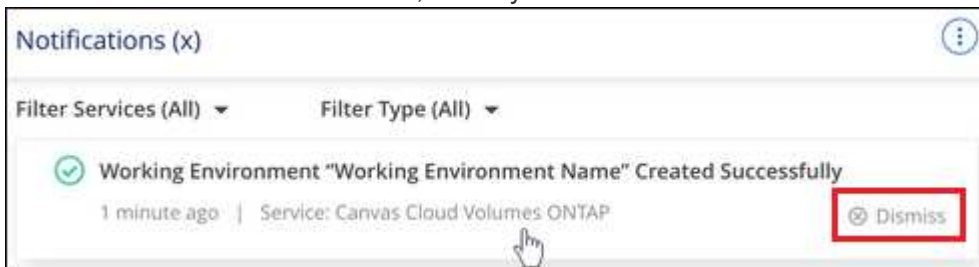 Notifications (x)
Filter Services (All) Filter Type (All)
Working Environment “Working Environment Name” Created Successfully
1 minute ago | Service: Canvas Cloud Volumes ONTAP Dismiss